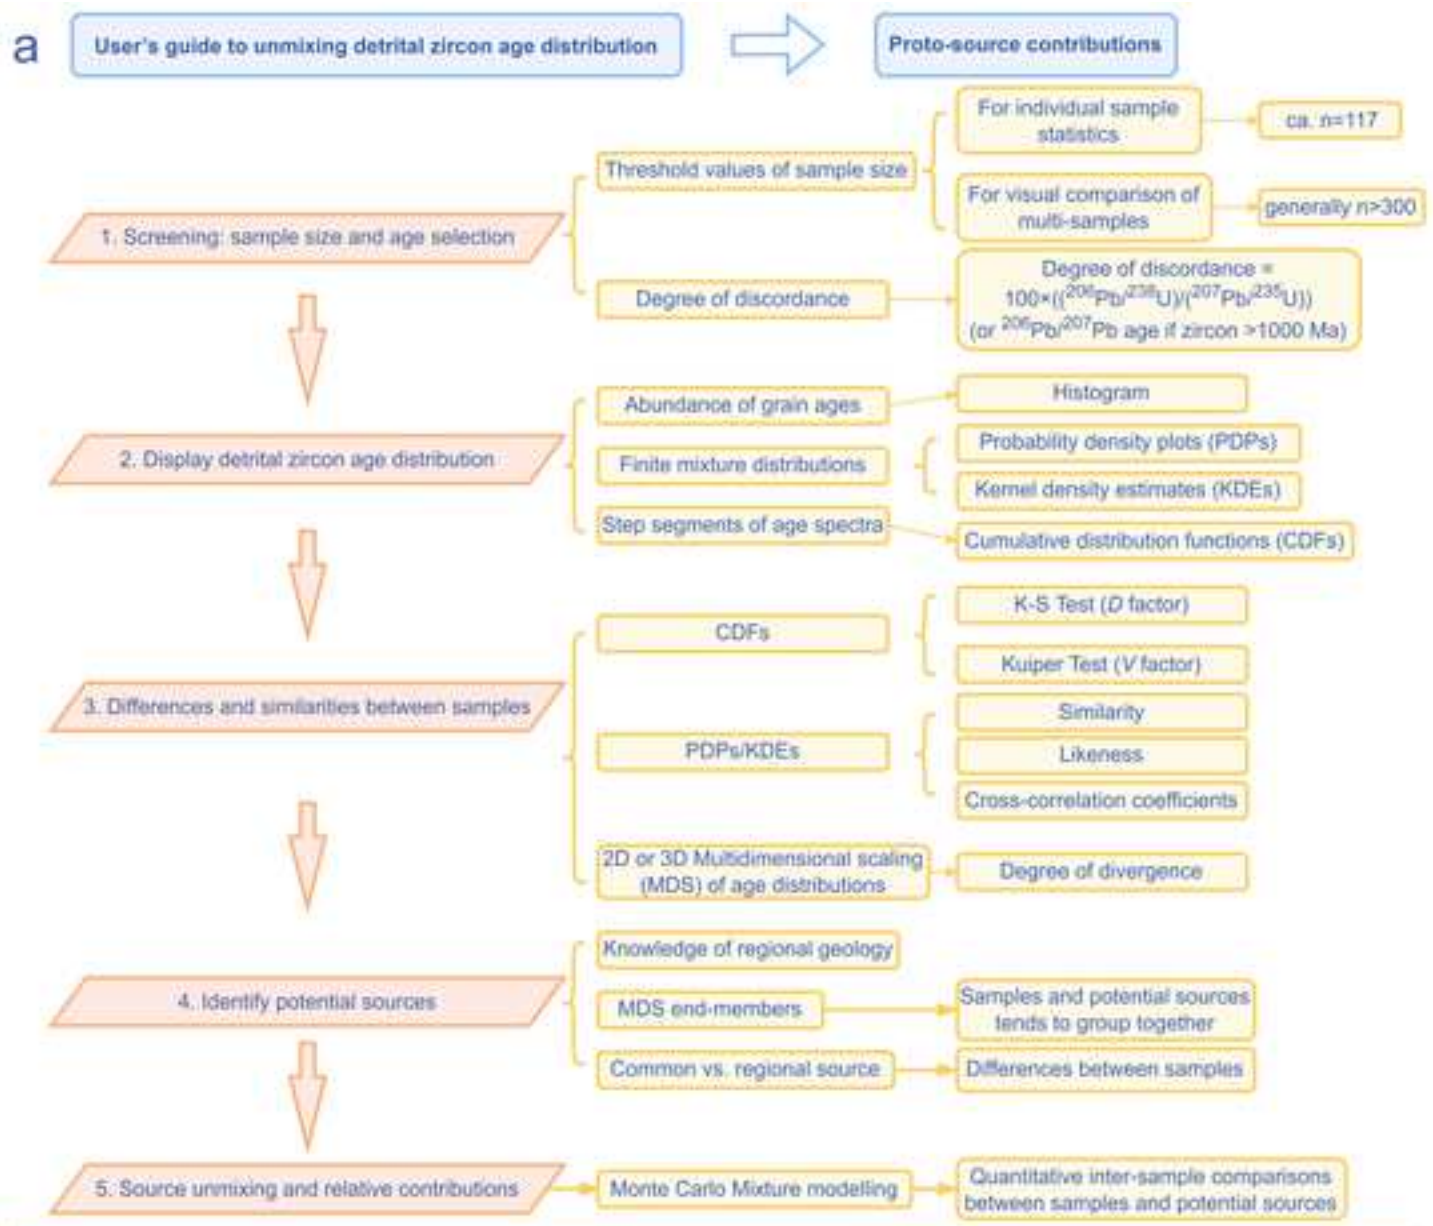 a
User's guide to unmixing detrital zircon age distribution
Proto-source contributions
1. Screening: sample size and age selection
Threshold values of sample size
For individual sample
statistics
ca. n=117
For visual comparison of
multi-samples
generally n>300
Degree of discordance
Degree of discordance =
100×((²⁰⁶Pb/²³⁸U)/(²⁰⁷Pb/²³⁵U))
(or ²⁰⁶Pb/²⁰⁷Pb age if zircon >1000 Ma)
2. Display detrital zircon age distribution
Abundance of grain ages
Histogram
Finite mixture distributions
Probability density plots (PDPs)
Kernel density estimates (KDEs)
Step segments of age spectra
Cumulative distribution functions (CDFs)
3. Differences and similarities between samples
CDFs
K-S Test (D factor)
Kuiper Test (V factor)
PDPs/KDEs
Similarity
Likeness
Cross-correlation coefficients
2D or 3D Multidimensional scaling
(MDS) of age distributions
Degree of divergence
4. Identify potential sources
Knowledge of regional geology
MDS end-members
Samples and potential sources
tends to group together
Common vs. regional source
Differences between samples
5. Source unmixing and relative contributions
Monte Carlo Mixture modelling
Quantitative inter-sample comparisons
between samples and potential sources